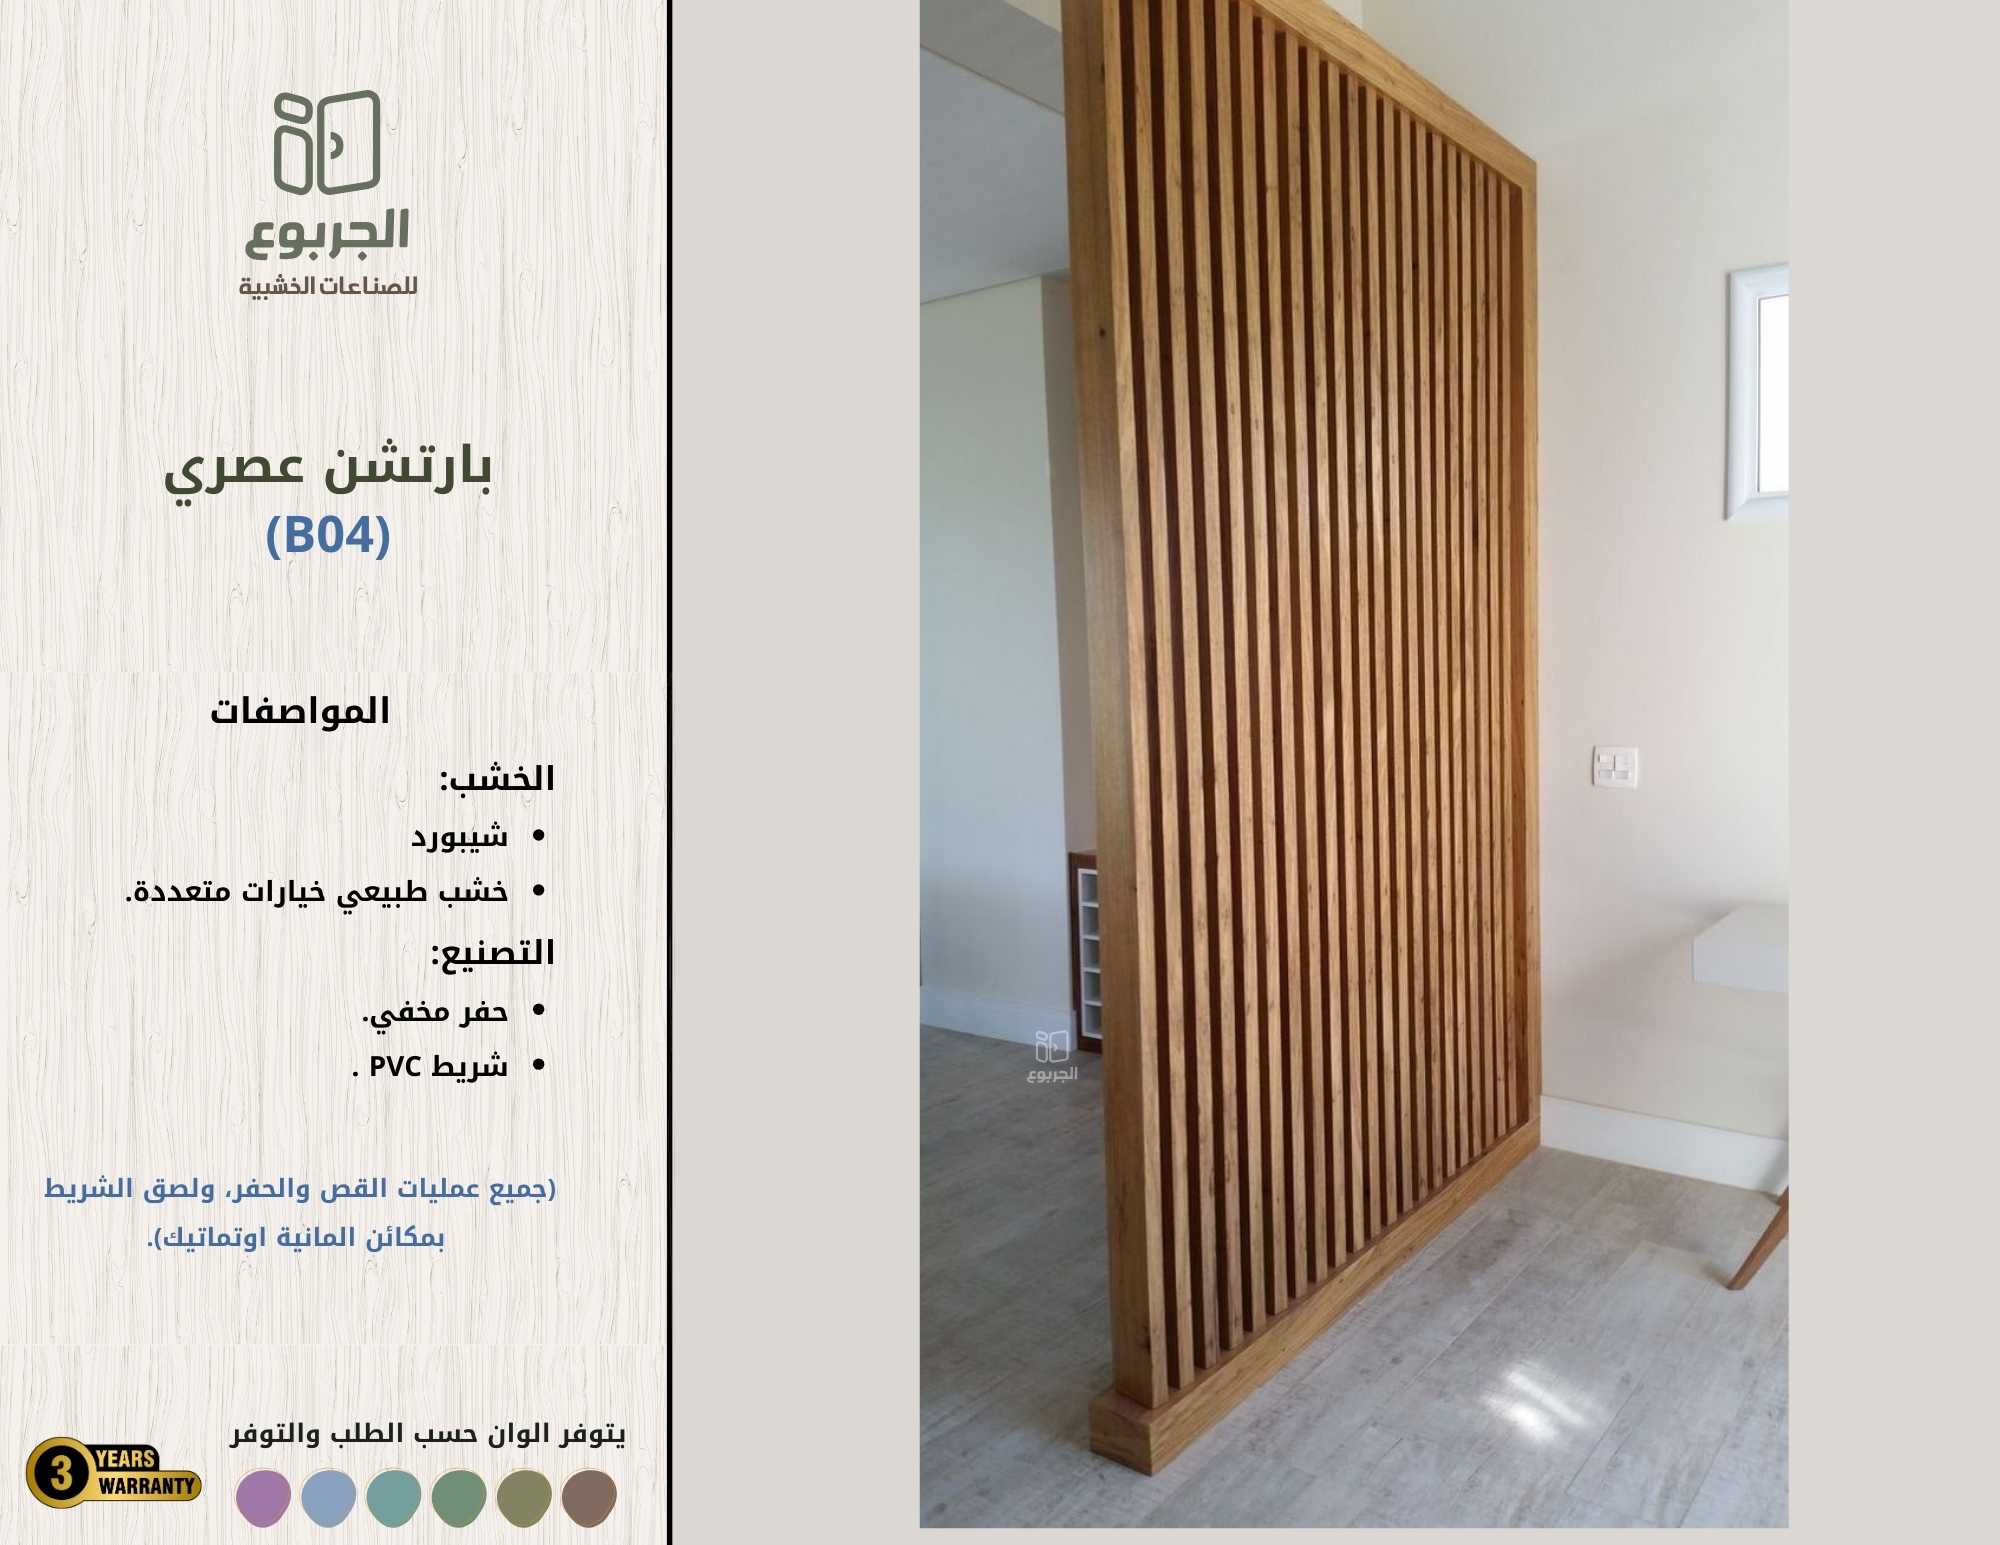 الجربوع
للصناعات الخشبية
بارتشن عصري
(B04)
المواصفات
الخشب:
• شيبورد
• خشب طبيعي خيارات متعددة.
التصنيع:
• حفر مخفي.
• شريط PVC .
(جميع عمليات القص والحفر، ولصق الشريط
بمكائن المانية اوتماتيك).
يتوفر الوان حسب الطلب والتوفر
3 YEARS
WARRANTY
الجربوع